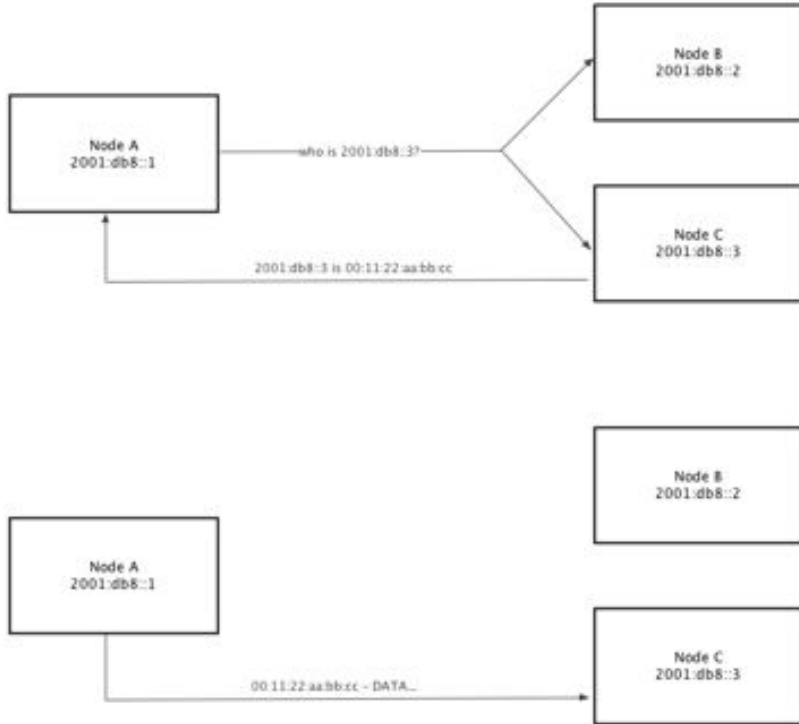 Node B
2001:db8::2
Node A
2001:db8::1
who is 2001:db8::3?
Node C
2001:db8::3
2001:db8::3 is 00:11:22:aa:bb:cc
Node B
2001:db8::2
Node A
2001:db8::1
Node C
2001:db8::3
00:11:22:aa:bb:cc - DATA...